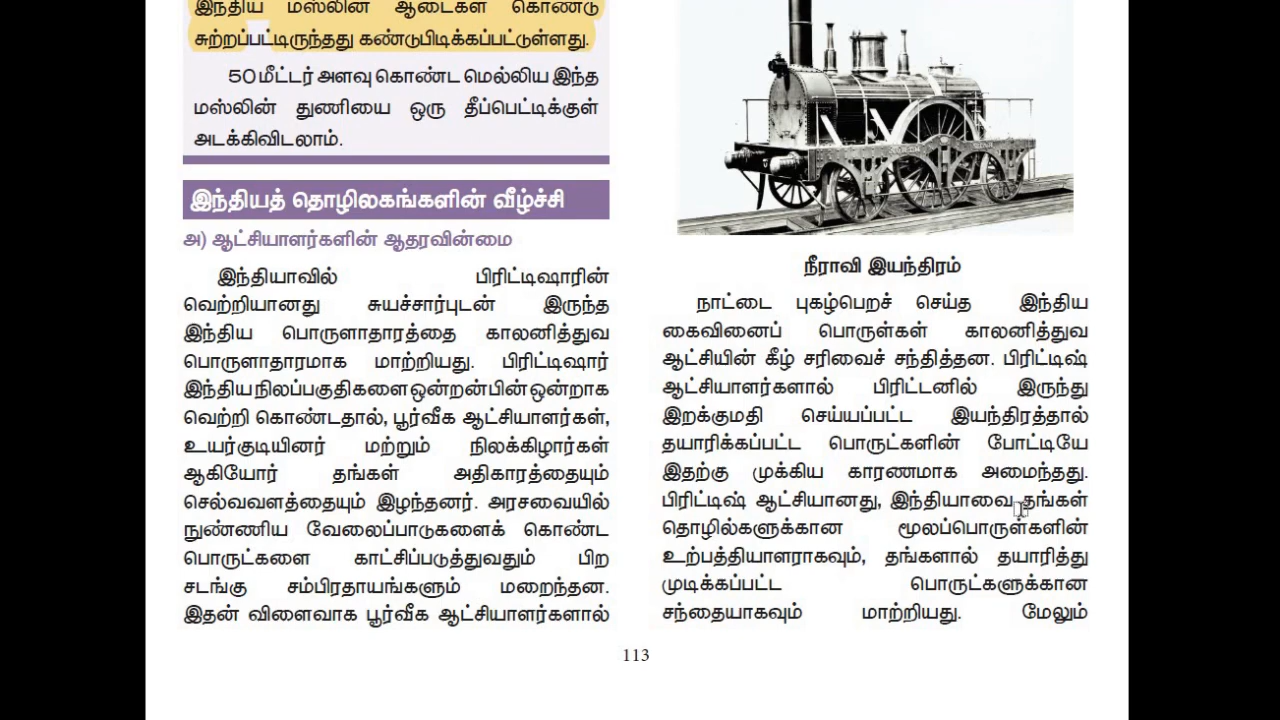 இந்திய மஸ்லின் ஆடைகள் கொண்டு
சுற்றப்பட்டிருந்தது கண்டுபிடிக்கப்பட்டுள்ளது.
50 மீட்டர் அளவு கொண்ட மெல்லிய இந்த
மஸ்லின் துணியை ஒரு தீப்பெட்டிக்குள்
அடக்கிவிடலாம்.
இந்தியத் தொழிலகங்களின் வீழ்ச்சி
அ) ஆட்சியாளர்களின் ஆதரவின்மை
இந்தியாவில் பிரிட்டிஷாரின்
வெற்றியானது சுயச்சார்புடன் இருந்த
இந்திய பொருளாதாரத்தை காலனித்துவ
பொருளாதாரமாக மாற்றியது. பிரிட்டிஷார்
இந்திய நிலப்பகுதிகளை ஒன்றன்பின் ஒன்றாக
வெற்றி கொண்டதால், பூர்வீக ஆட்சியாளர்கள்,
உயர்குடியினர் மற்றும் நிலக்கிழார்கள்
ஆகியோர் தங்கள் அதிகாரத்தையும்
செல்வவளத்தையும் இழந்தனர். அரசவையில்
நுண்ணிய வேலைப்பாடுகளைக் கொண்ட
பொருட்களை காட்சிப்படுத்துவதும் பிற
சடங்கு சம்பிரதாயங்களும் மறைந்தன.
இதன் விளைவாக பூர்வீக ஆட்சியாளர்களால்
நீராவி இயந்திரம்
நாட்டை புகழ்பெறச் செய்த இந்திய
கைவினைப் பொருள்கள் காலனித்துவ
ஆட்சியின் கீழ் சரிவைச் சந்தித்தன. பிரிட்டிஷ்
ஆட்சியாளர்களால் பிரிட்டனில் இருந்து
இறக்குமதி செய்யப்பட்ட இயந்திரத்தால்
தயாரிக்கப்பட்ட பொருட்களின் போட்டியே
இதற்கு முக்கிய காரணமாக அமைந்தது.
பிரிட்டிஷ் ஆட்சியானது, இந்தியாவை தங்கள்
தொழில்களுக்கான மூலப்பொருள்களின்
உற்பத்தியாளராகவும், தங்களால் தயாரித்து
முடிக்கப்பட்ட பொருட்களுக்கான
சந்தையாகவும் மாற்றியது. மேலும்
113